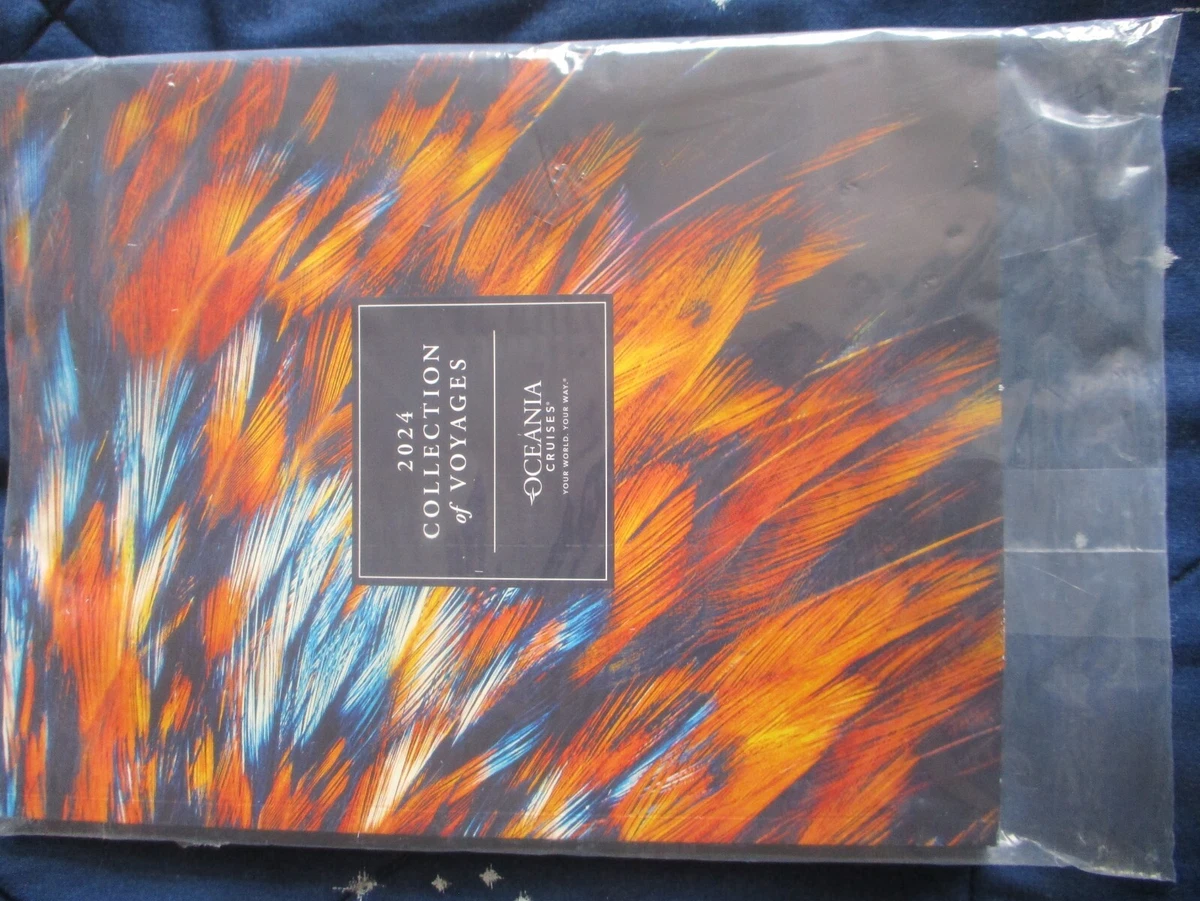 2024
COLLECTION
of VOYAGES
OCEANIA
CRUISES®
YOUR WORLD. YOUR WAY.®